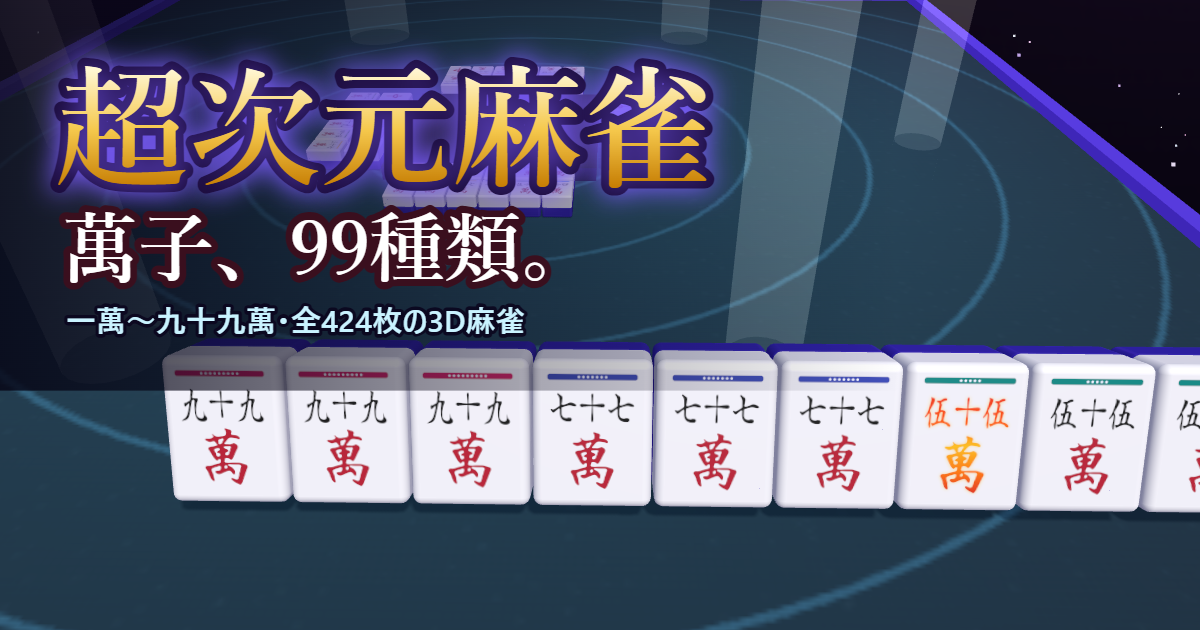 超次元麻雀
萬子、99種類。
一萬～九十九萬・全424枚の3D麻雀
九十九 九十九 九十九 七十七 七十七 七十七 伍十伍 伍十伍 伍
萬 萬 萬 萬 萬 萬 萬 萬